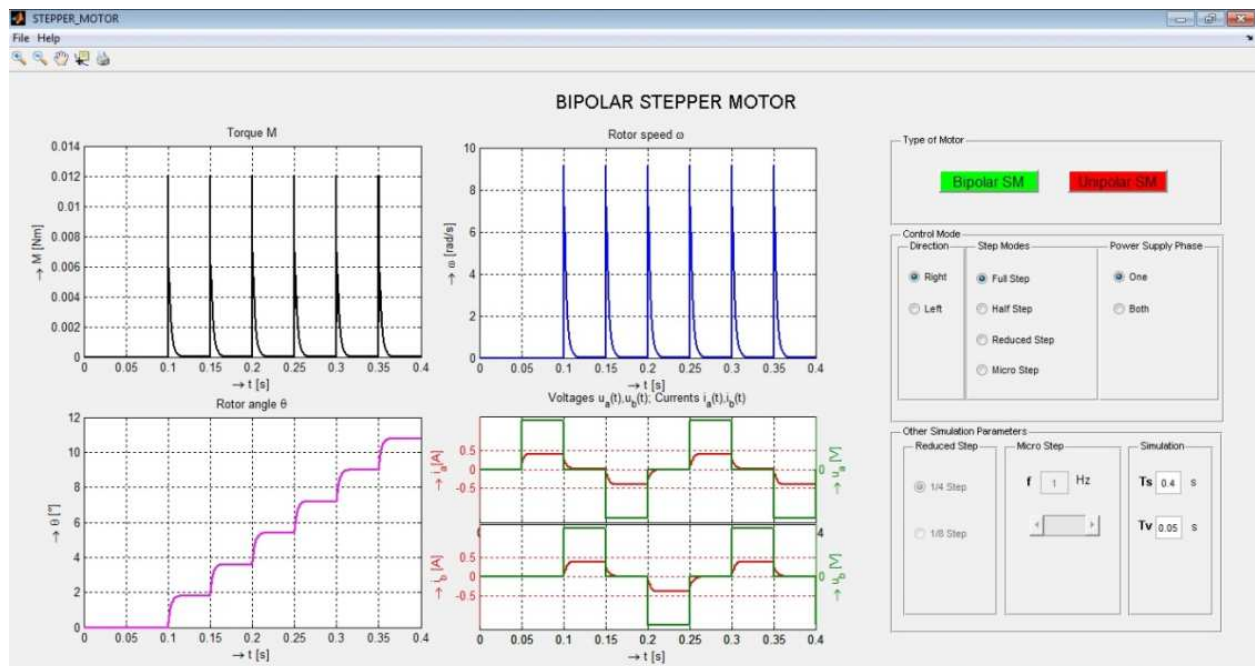 STEPPER_MOTOR
File Help
BIPOLAR STEPPER MOTOR
Torque M
0.014
0.012
0.01
0.008
0.006
0.004
0.002
0
→ M [Nm]
0 0.05 0.1 0.15 0.2 0.25 0.3 0.35 0.4
→ t [s]
Rotor speed ω
10
8
6
4
2
0
→ ω [rad/s]
0 0.05 0.1 0.15 0.2 0.25 0.3 0.35 0.4
→ t [s]
Rotor angle θ
12
10
8
6
4
2
0
→ θ [°]
0 0.05 0.1 0.15 0.2 0.25 0.3 0.35 0.4
→ t [s]
Voltages u_a(t),u_b(t); Currents i_a(t),i_b(t)
0.5
0
-0.5
→ i_a[A]
0
→ u_a [V]
0.5
0
-0.5
→ i_b [A]
4
0
→ u_b [V]
0 0.05 0.1 0.15 0.2 0.25 0.3 0.35 0.4
→ t [s]
Type of Motor
Bipolar SM
Unipolar SM
Control Mode
Direction
Right
Left
Step Modes
Full Step
Half Step
Reduced Step
Micro Step
Power Supply Phase
One
Both
Other Simulation Parameters
Reduced Step
1/4 Step
1/8 Step
Micro Step
f 1 Hz
Simulation
Ts 0.4 s
Tv 0.05 s